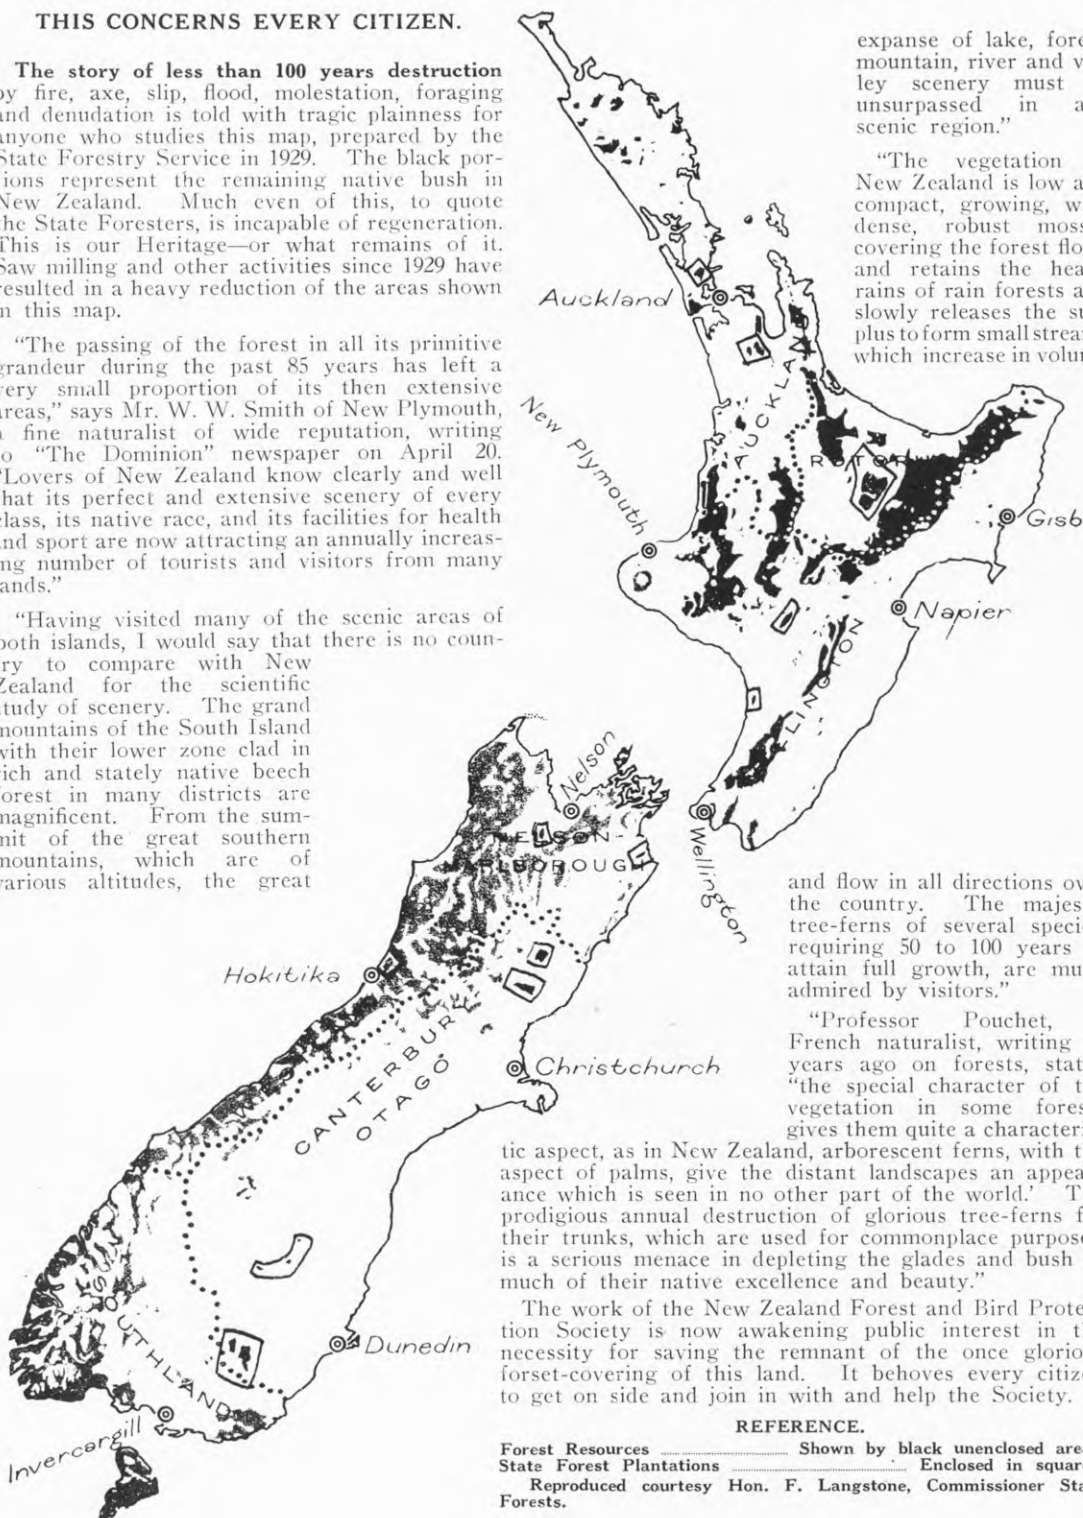 THIS CONCERNS EVERY CITIZEN.
The story of less than 100 years destruction
by fire, axe, slip, flood, molestation, foraging
and denudation is told with tragic plainness for
anyone who studies this map, prepared by the
State Forestry Service in 1929. The black por-
tions represent the remaining native bush in
New Zealand. Much even of this, to quote
the State Foresters, is incapable of regeneration.
This is our Heritage—or what remains of it.
Saw milling and other activities since 1929 have
resulted in a heavy reduction of the areas shown
in this map.
"The passing of the forest in all its primitive
grandeur during the past 85 years has left a
very small proportion of its then extensive
areas," says Mr. W. W. Smith of New Plymouth,
a fine naturalist of wide reputation, writing
to "The Dominion" newspaper on April 20.
"Lovers of New Zealand know clearly and well
that its perfect and extensive scenery of every
class, its native race, and its facilities for health
and sport are now attracting an annually increas-
ing number of tourists and visitors from many
lands."
"Having visited many of the scenic areas of
both islands, I would say that there is no coun-
try to compare with New
Zealand for the scientific
study of scenery. The grand
mountains of the South Island
with their lower zone clad in
rich and stately native beech
forest in many districts are
magnificent. From the sum-
mit of the great southern
mountains, which are of
various altitudes, the great
expanse of lake, fore
mountain, river and v
ley scenery must
unsurpassed in a
scenic region."
"The vegetation
New Zealand is low a
compact, growing, w
dense, robust moss
covering the forest flo
and retains the hea
rains of rain forests a
slowly releases the su
plus to form small strea
which increase in volu
and flow in all directions ov
the country. The majes
tree-ferns of several speci
requiring 50 to 100 years
attain full growth, are mu
admired by visitors."
"Professor Pouchet,
French naturalist, writing
years ago on forests, stat
"the special character of t
vegetation in some fores
gives them quite a characteri
tic aspect, as in New Zealand, arborescent ferns, with t
aspect of palms, give the distant landscapes an appea
ance which is seen in no other part of the world.' T
prodigious annual destruction of glorious tree-ferns f
their trunks, which are used for commonplace purpose
is a serious menace in depleting the glades and bush
much of their native excellence and beauty."
The work of the New Zealand Forest and Bird Prote
tion Society is now awakening public interest in t
necessity for saving the remnant of the once glorio
forset-covering of this land. It behoves every citize
to get on side and join in with and help the Society.
REFERENCE.
Forest Resources ........ Shown by black unenclosed are
State Forest Plantations ........ Enclosed in squar
Reproduced courtesy Hon. F. Langstone, Commissioner Sta
Forests.
Auckland
AUCKLAND
New Plymouth
ROTOR
Gisb
Napier
LINGTON
Nelson
NELSON-
MARLBOROUGH
Wellington
Hokitika
CANTERBURY
OTAGO
Christchurch
SOUTHLAND
Dunedin
Invercargill